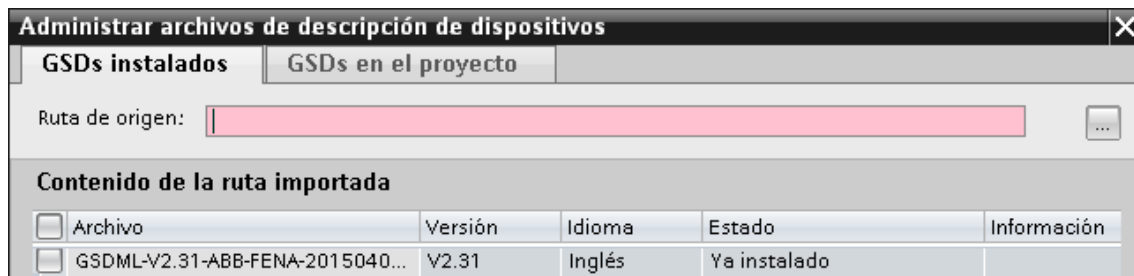 Administrar archivos de descripción de dispositivos
GSDs instalados GSDs en el proyecto
Ruta de origen: ...
Contenido de la ruta importada
Archivo Versión Idioma Estado Información
GSDML-V2.31-ABB-FENA-2015040... V2.31 Inglés Ya instalado